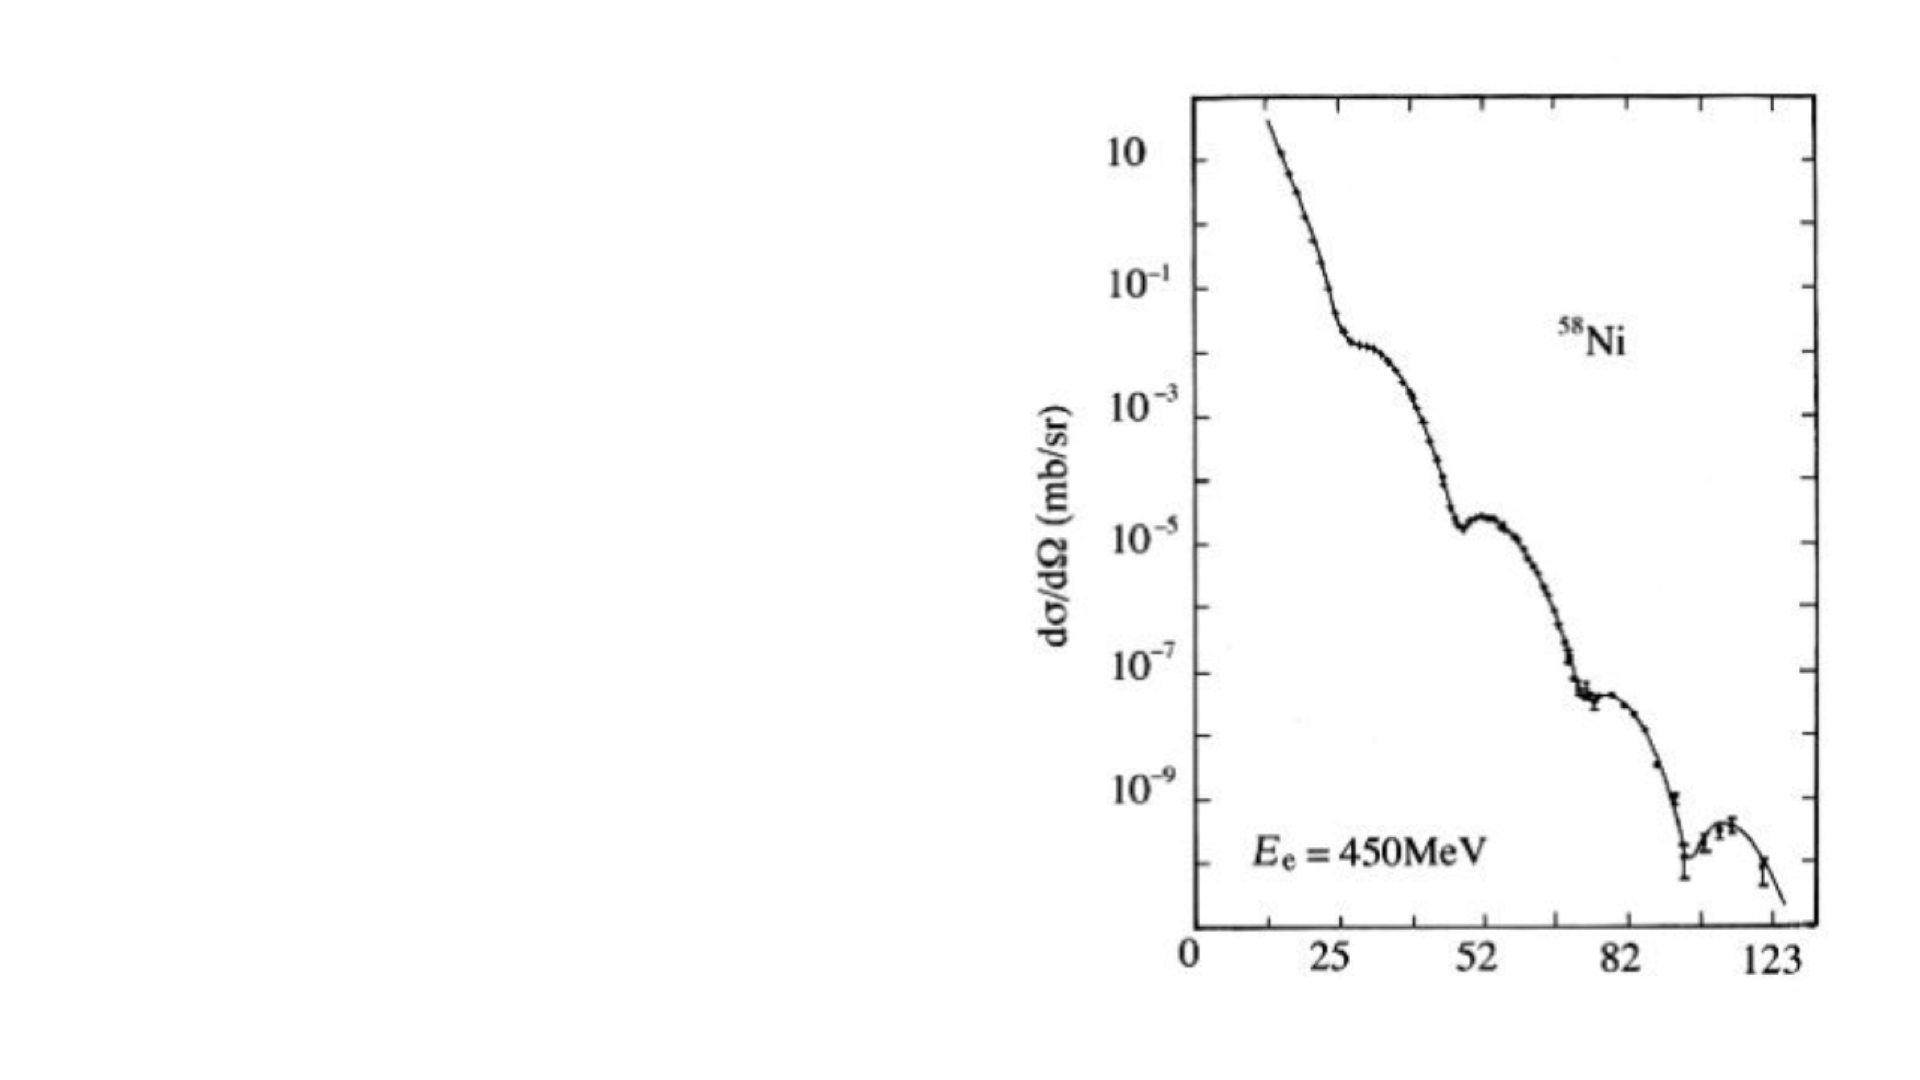 10
10⁻¹
⁵⁸Ni
10⁻³
dσ/dΩ (mb/sr)
10⁻⁵
10⁻⁷
10⁻⁹
Eₑ = 450MeV
0 25 52 82 123